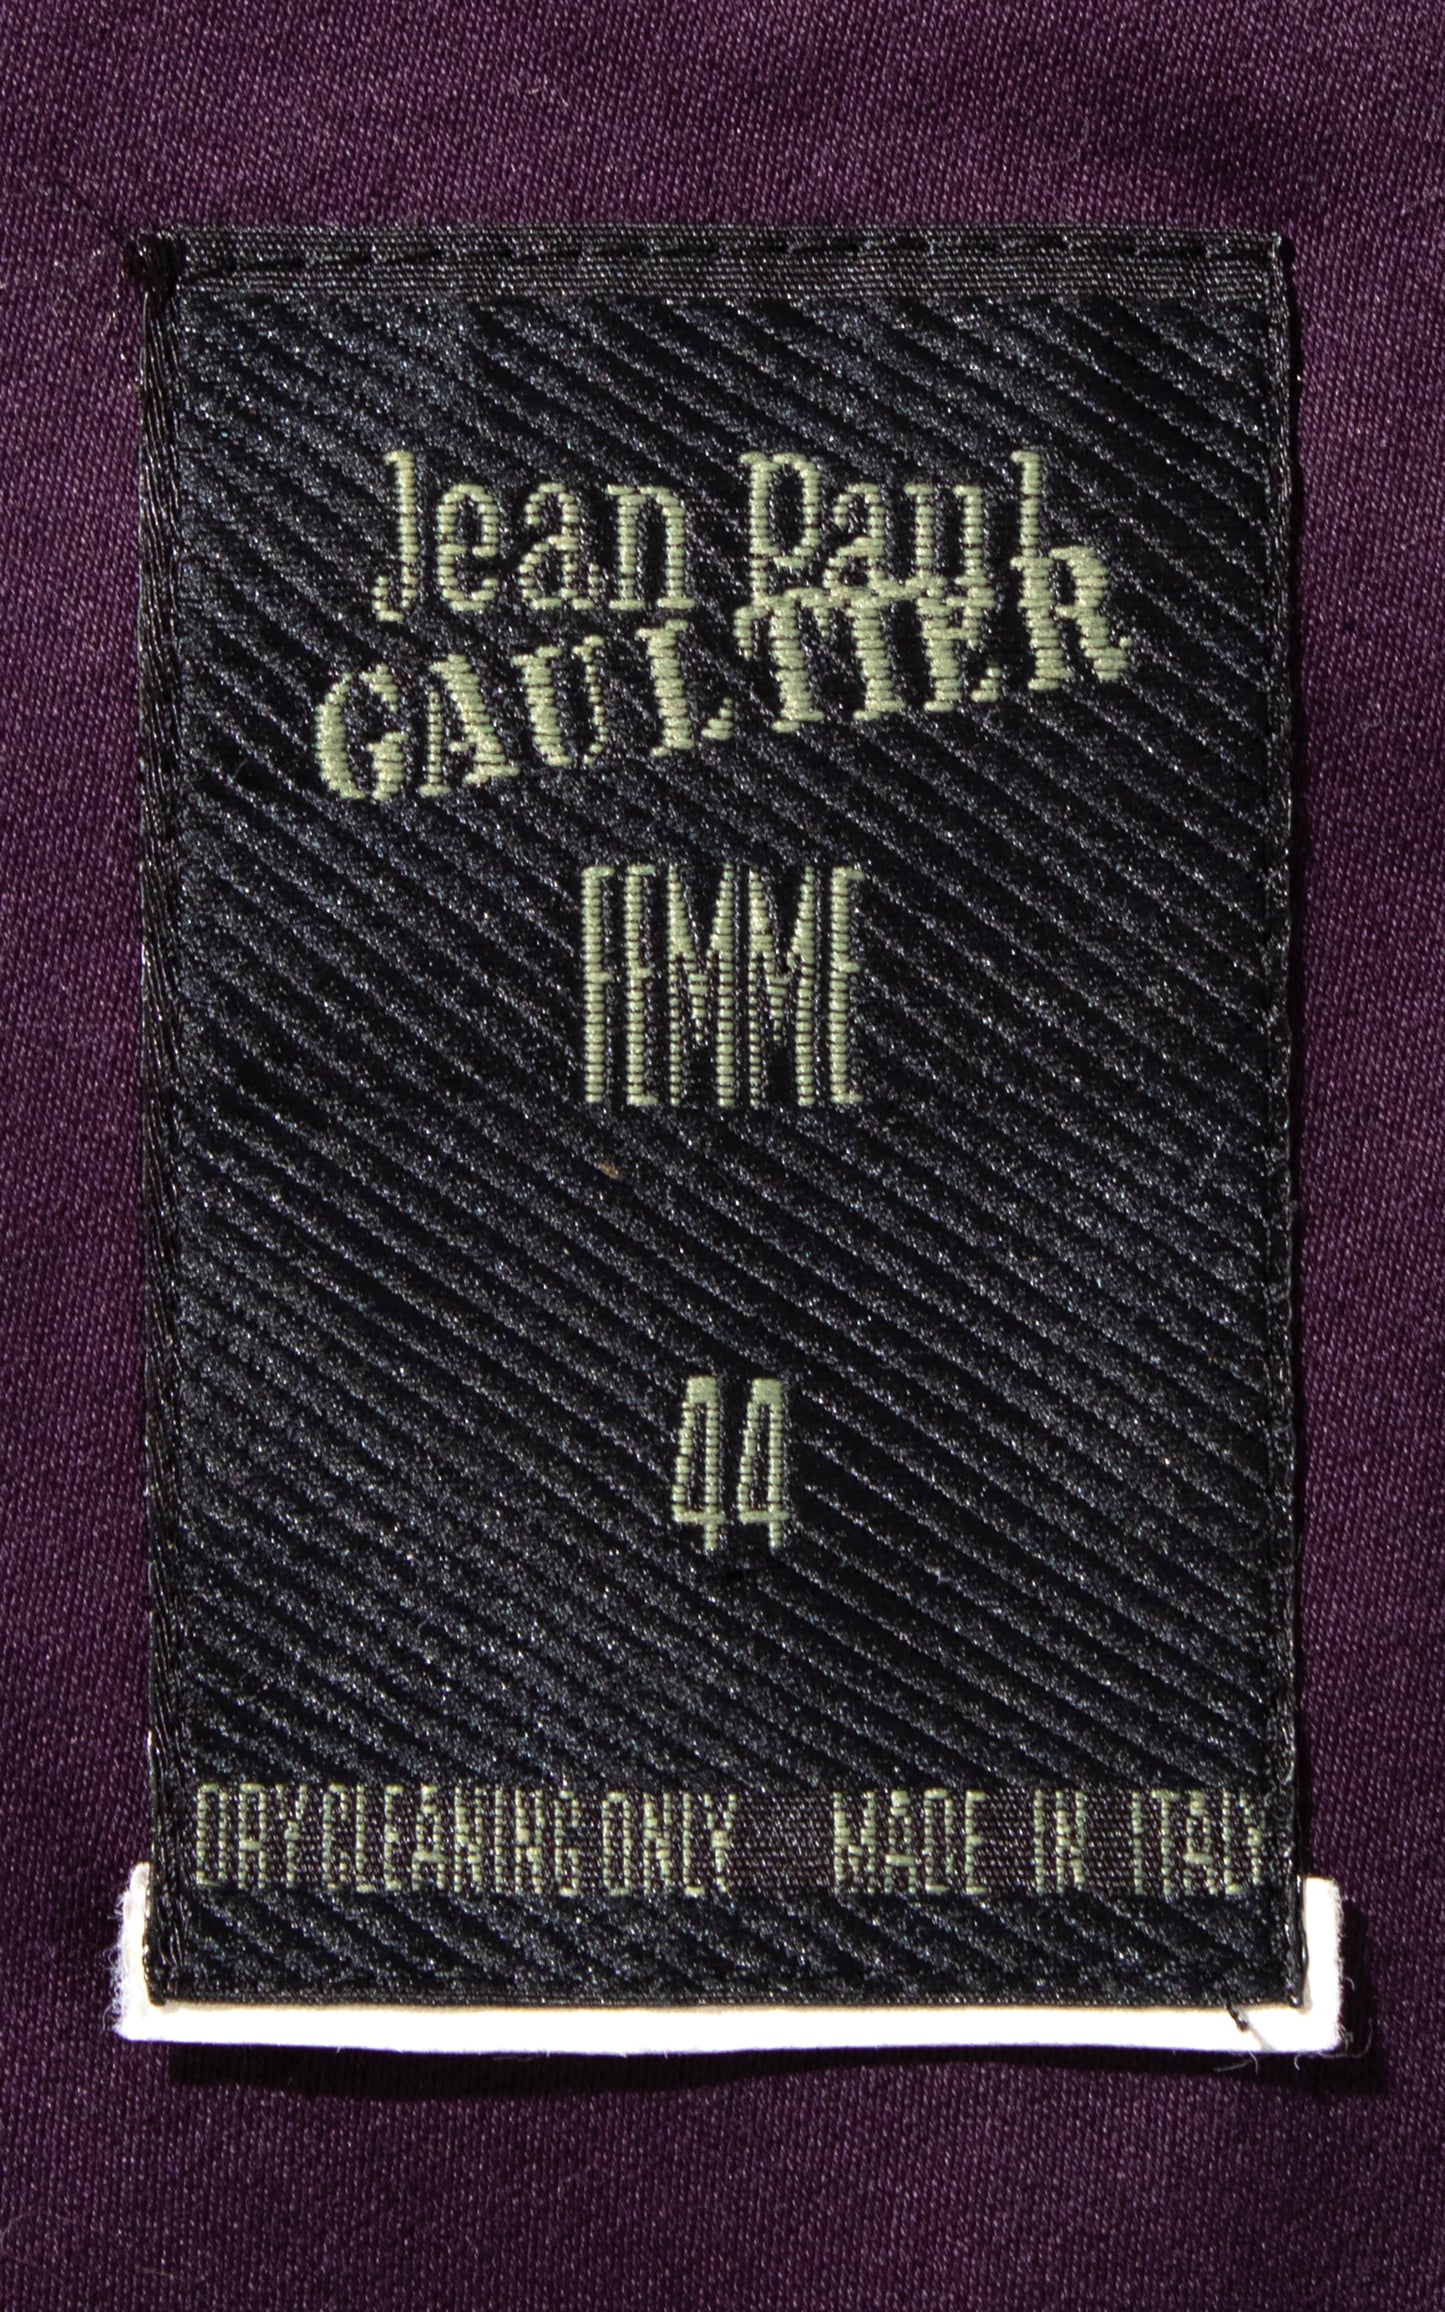 Jean Paul
GAULTIER
FEMME
44
DRYCLEANING ONLY MADE IN ITALY